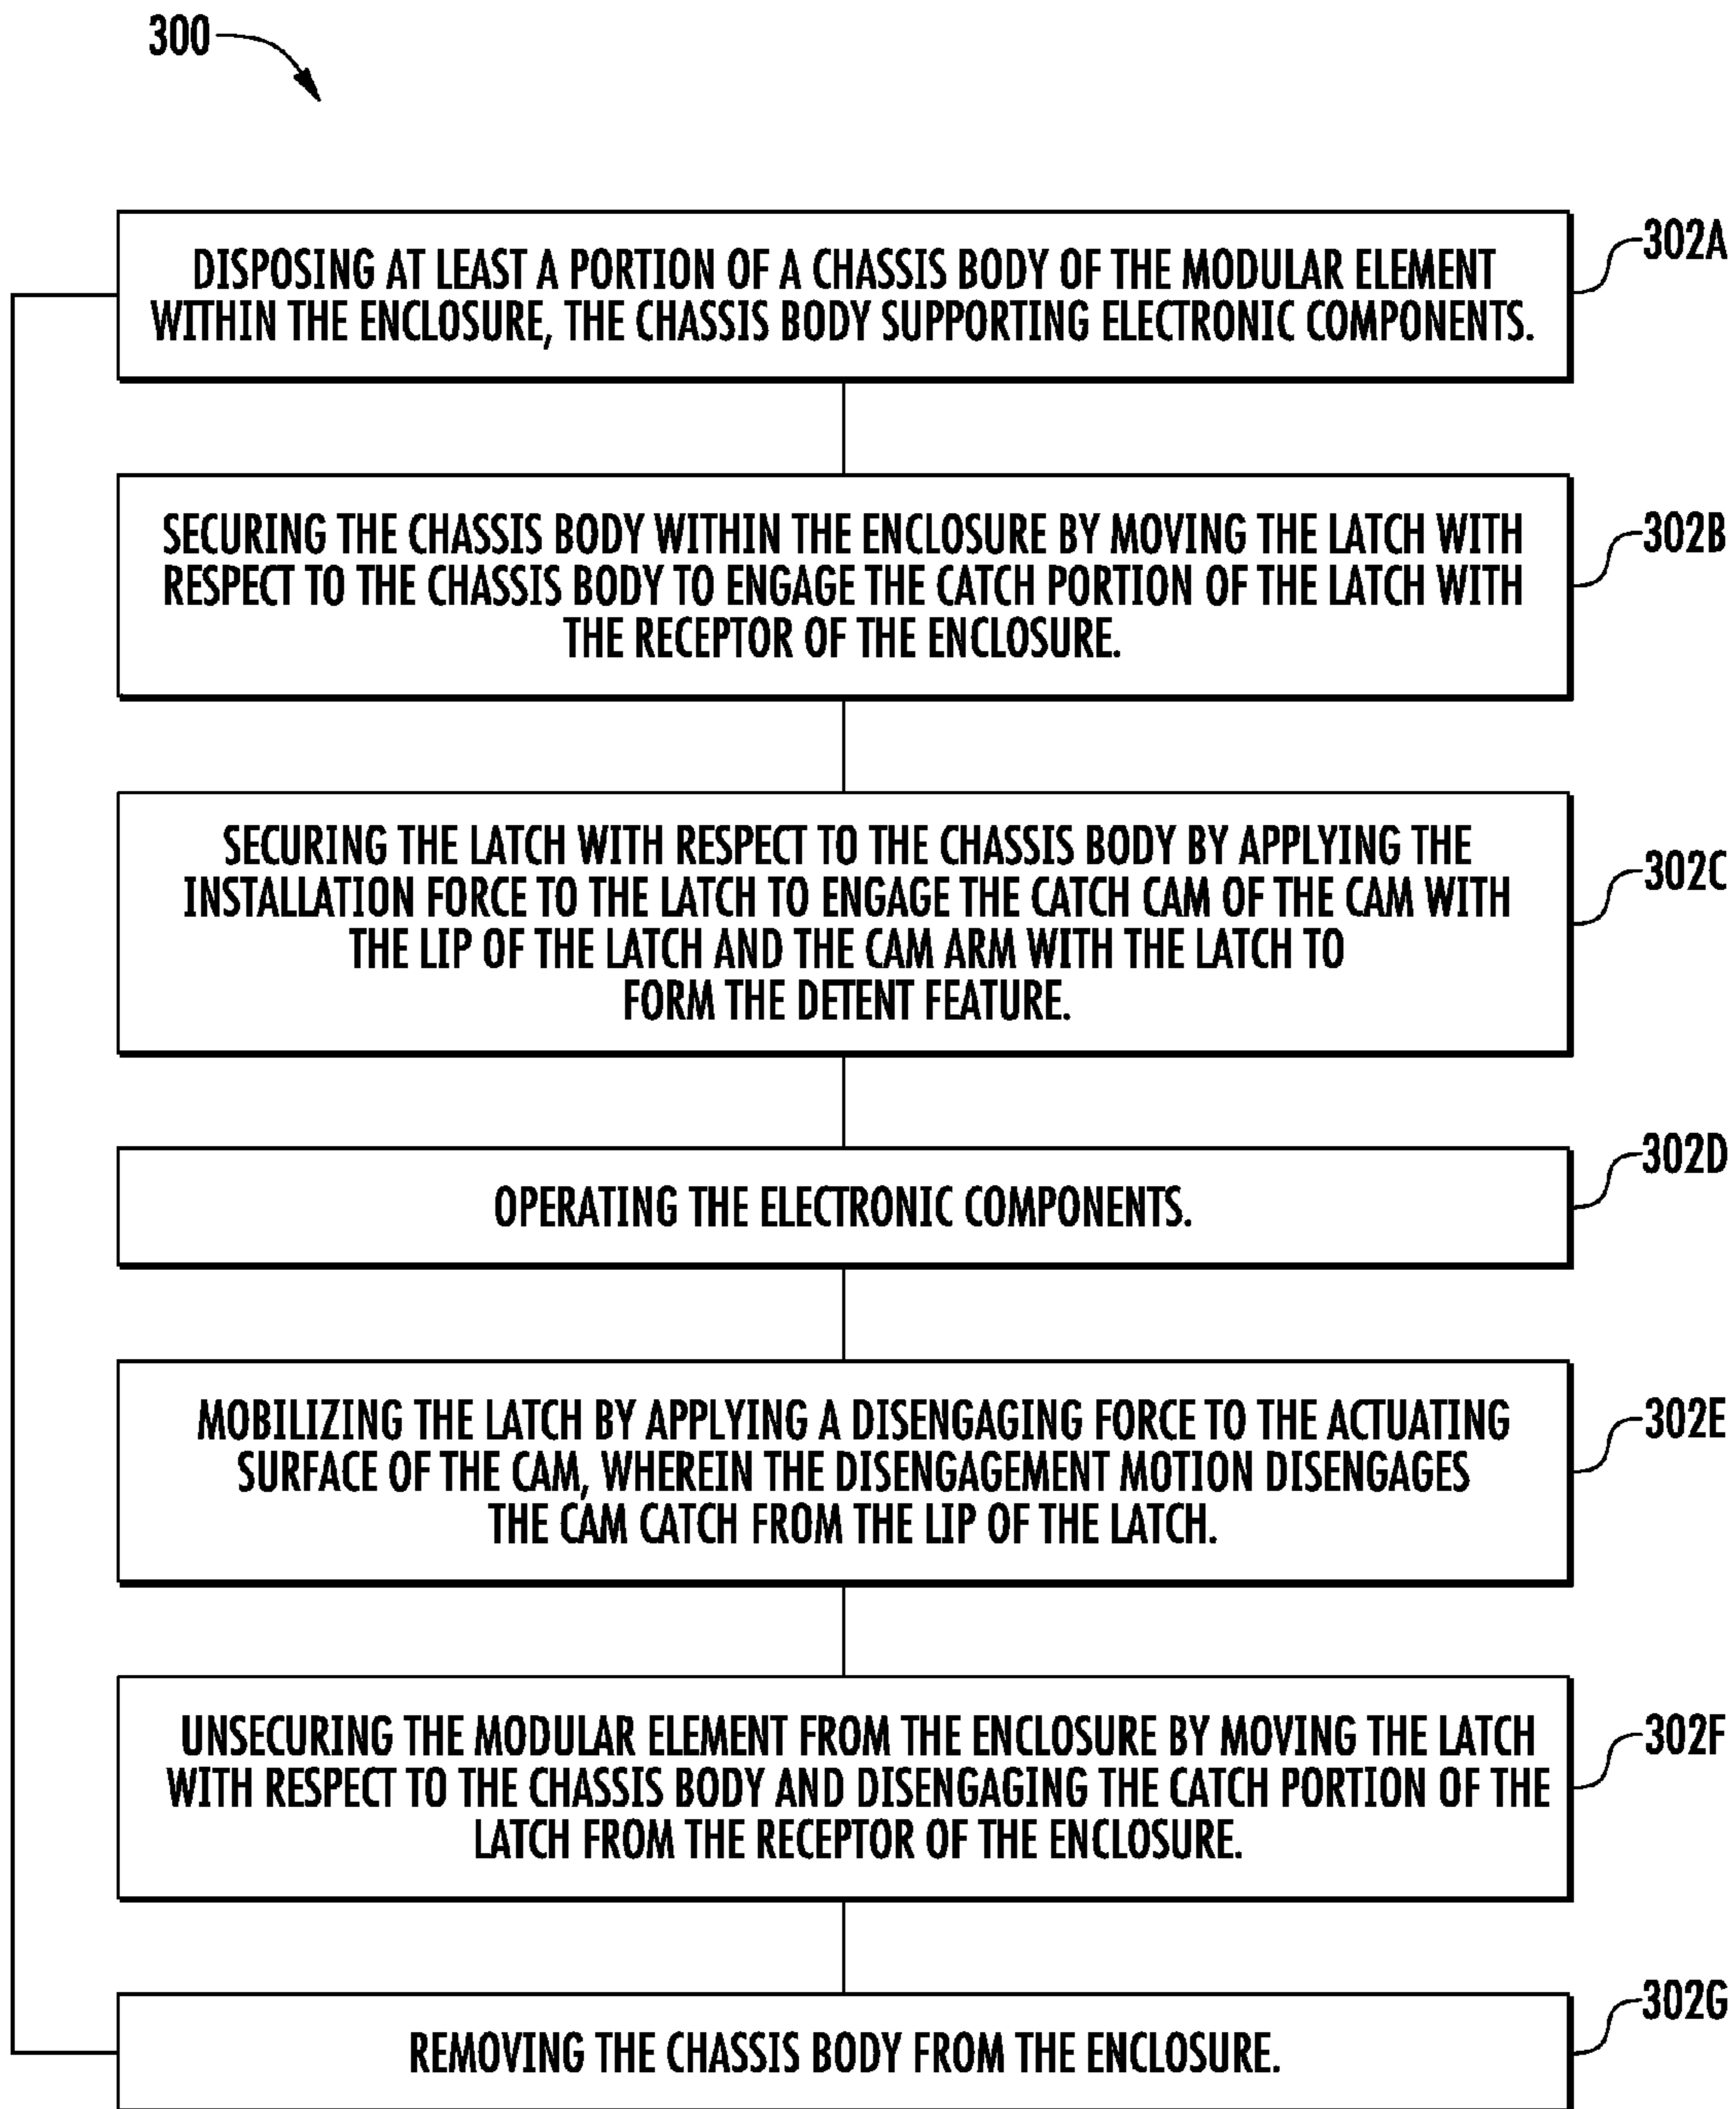 300
DISPOSING AT LEAST A PORTION OF A CHASSIS BODY OF THE MODULAR ELEMENT
WITHIN THE ENCLOSURE, THE CHASSIS BODY SUPPORTING ELECTRONIC COMPONENTS.
302A
SECURING THE CHASSIS BODY WITHIN THE ENCLOSURE BY MOVING THE LATCH WITH
RESPECT TO THE CHASSIS BODY TO ENGAGE THE CATCH PORTION OF THE LATCH WITH
THE RECEPTOR OF THE ENCLOSURE.
302B
SECURING THE LATCH WITH RESPECT TO THE CHASSIS BODY BY APPLYING THE
INSTALLATION FORCE TO THE LATCH TO ENGAGE THE CATCH CAM OF THE CAM WITH
THE LIP OF THE LATCH AND THE CAM ARM WITH THE LATCH TO
FORM THE DETENT FEATURE.
302C
OPERATING THE ELECTRONIC COMPONENTS.
302D
MOBILIZING THE LATCH BY APPLYING A DISENGAGING FORCE TO THE ACTUATING
SURFACE OF THE CAM, WHEREIN THE DISENGAGEMENT MOTION DISENGAGES
THE CAM CATCH FROM THE LIP OF THE LATCH.
302E
UNSECURING THE MODULAR ELEMENT FROM THE ENCLOSURE BY MOVING THE LATCH
WITH RESPECT TO THE CHASSIS BODY AND DISENGAGING THE CATCH PORTION OF THE
LATCH FROM THE RECEPTOR OF THE ENCLOSURE.
302F
REMOVING THE CHASSIS BODY FROM THE ENCLOSURE.
302G